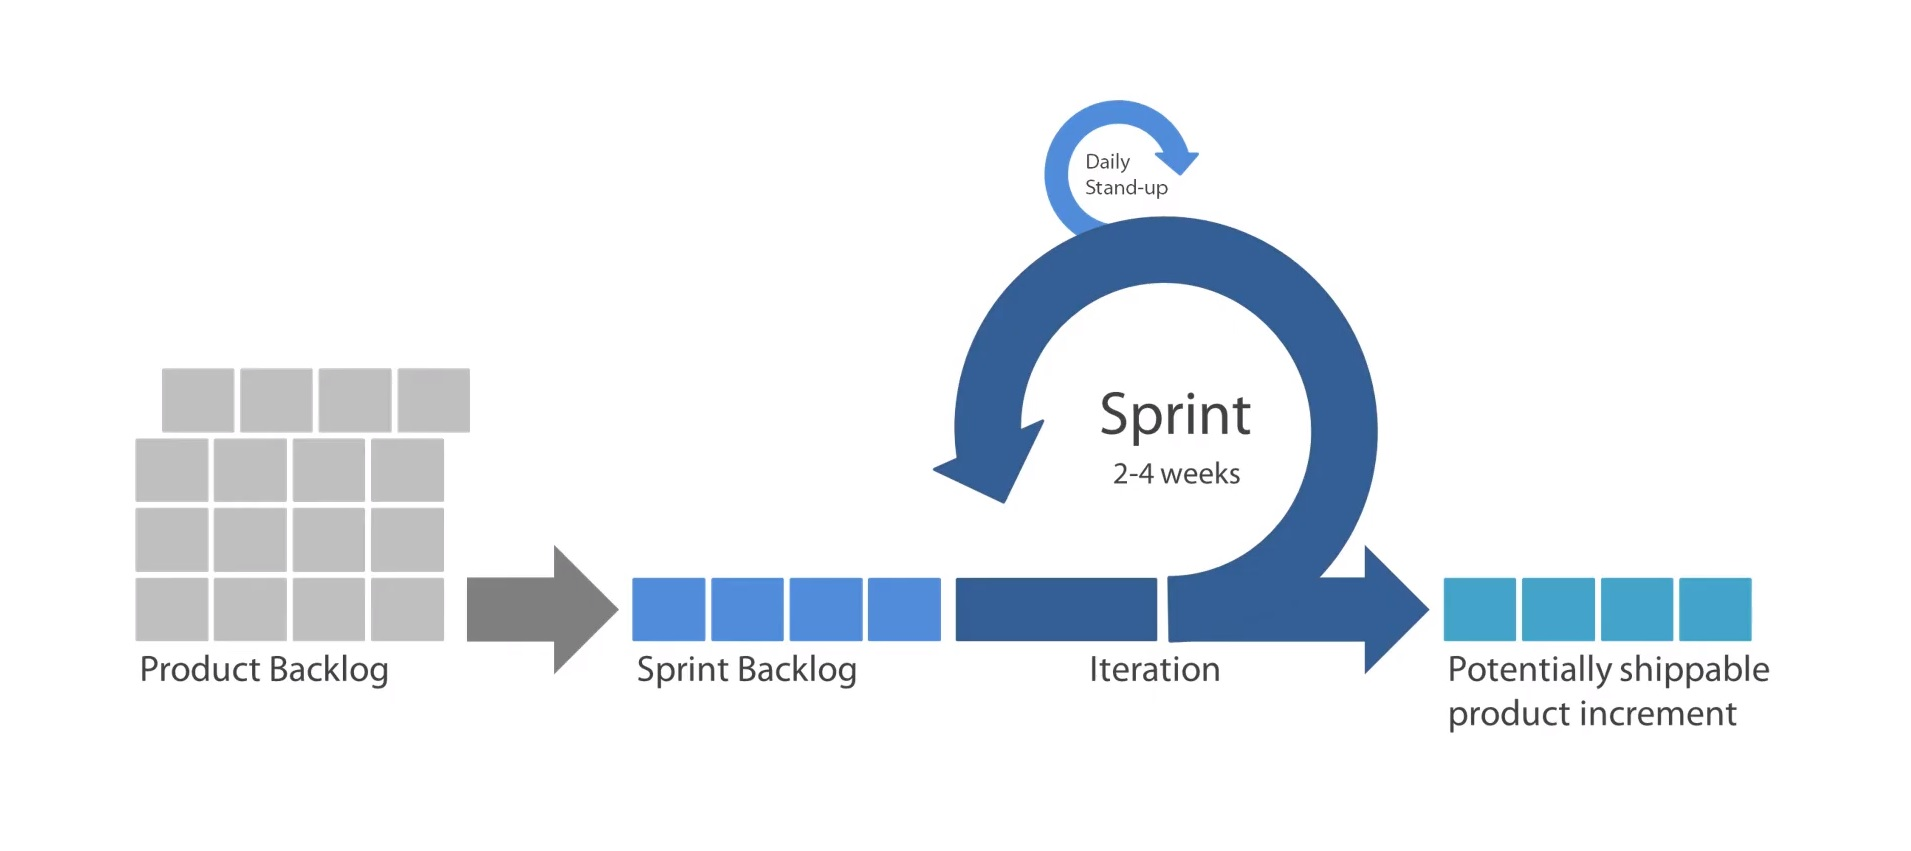 Daily
Stand-up
Sprint
2-4 weeks
Product Backlog
Sprint Backlog
Iteration
Potentially shippable
product increment